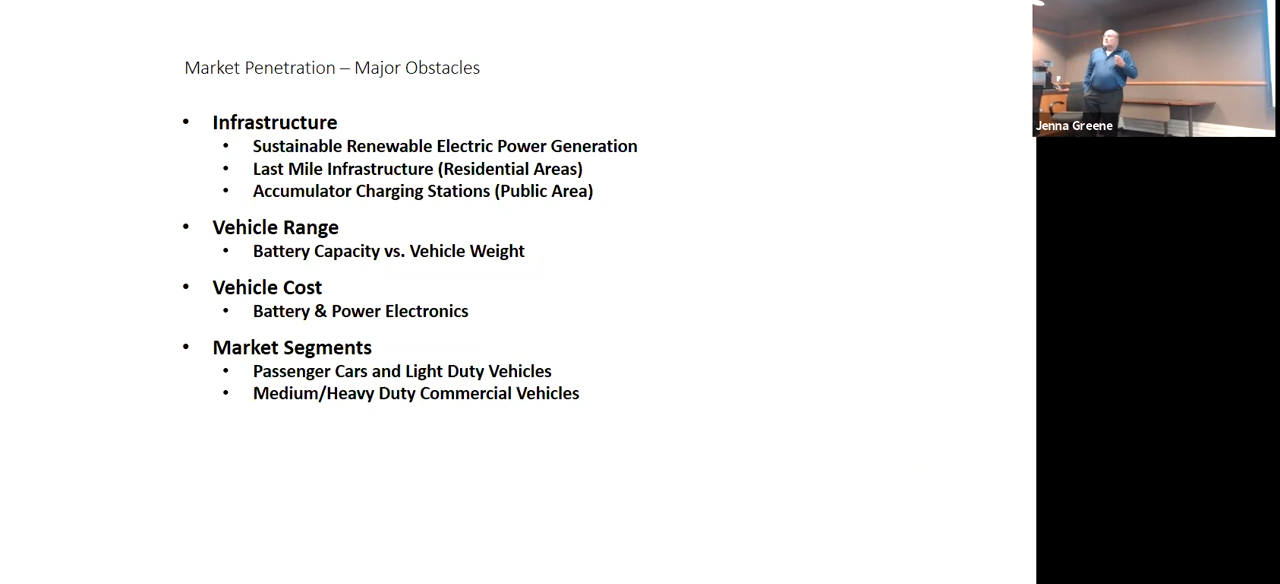 Market Penetration – Major Obstacles
• Infrastructure
• Sustainable Renewable Electric Power Generation
• Last Mile Infrastructure (Residential Areas)
• Accumulator Charging Stations (Public Area)
• Vehicle Range
• Battery Capacity vs. Vehicle Weight
• Vehicle Cost
• Battery & Power Electronics
• Market Segments
• Passenger Cars and Light Duty Vehicles
• Medium/Heavy Duty Commercial Vehicles
Jenna Greene